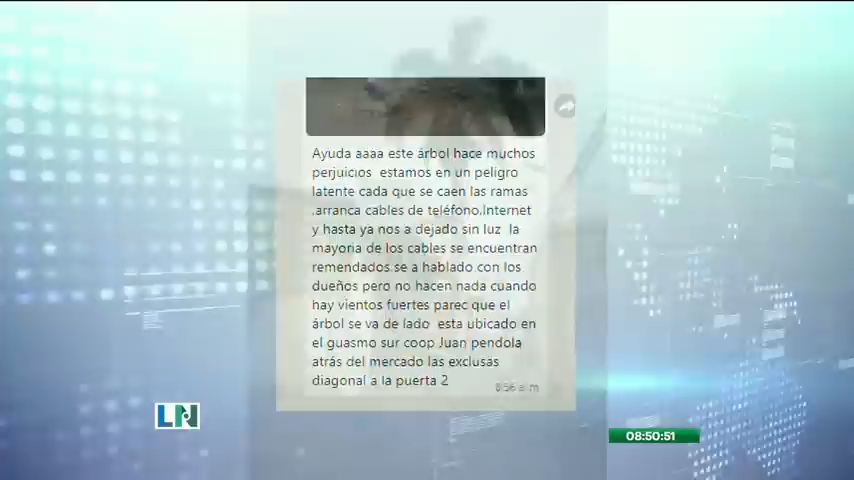 Ayuda aaaa este árbol hace muchos
perjuicios estamos en un peligro
latente cada que se caen las ramas
,arranca cables de teléfono.Internet
y hasta ya nos a dejado sin luz la
mayoria de los cables se encuentran
remendados.se a hablado con los
dueños pero no hacen nada cuando
hay vientos fuertes parec que el
árbol se va de lado esta ubicado en
el guasmo sur coop Juan pendola
atrás del mercado las exclusas
diagonal a la puerta 2
8:56 a. m.
LN
08:50:51